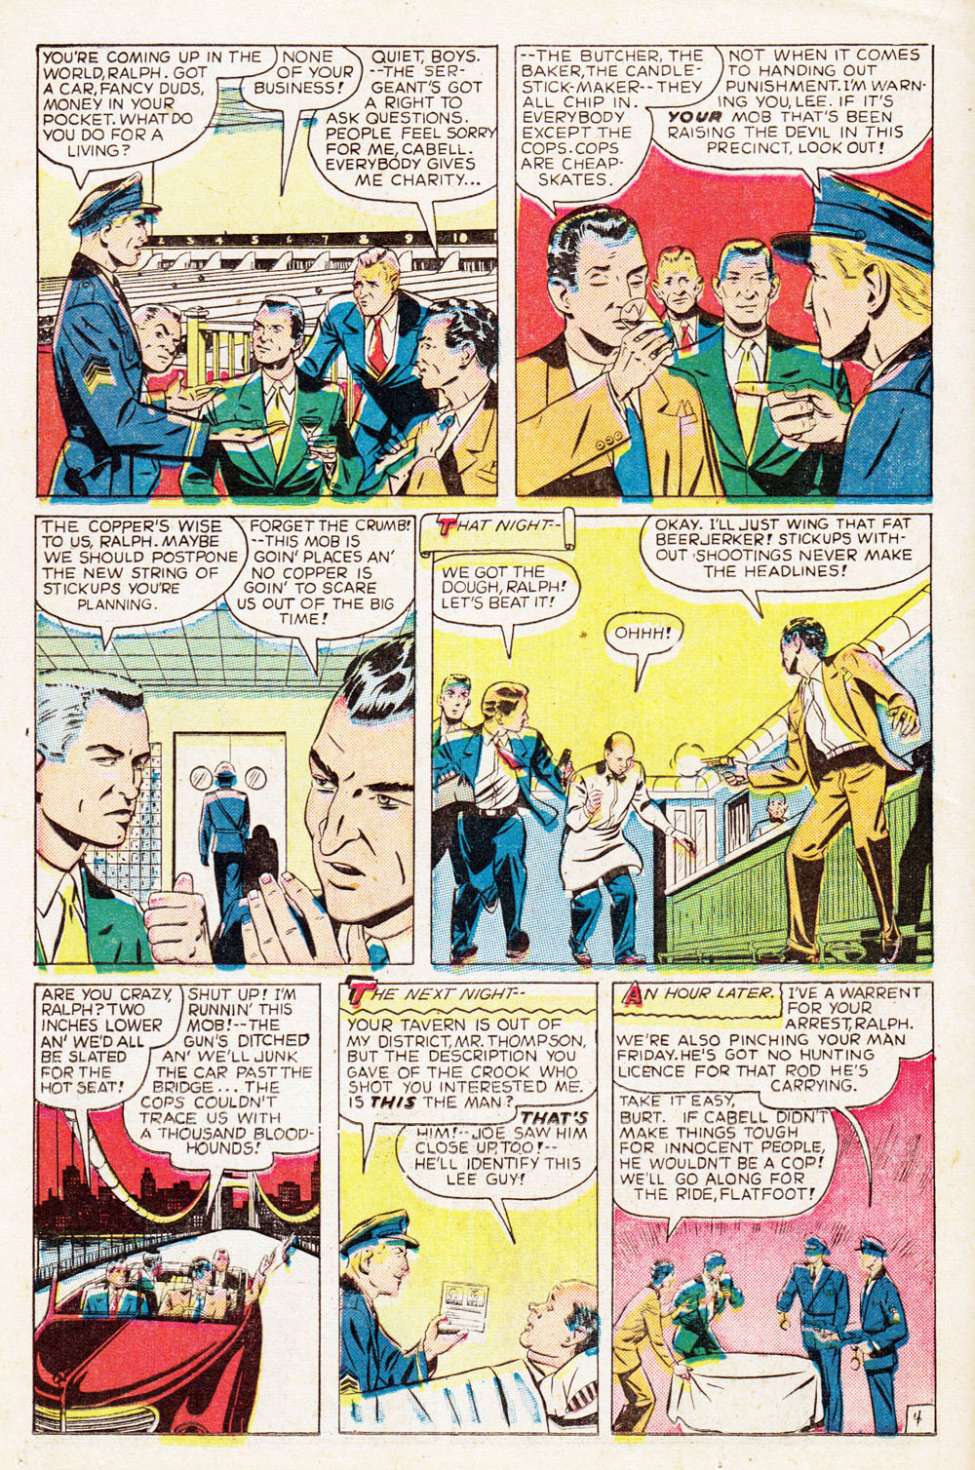 YOU'RE COMING UP IN THE
WORLD, RALPH. GOT
A CAR, FANCY DUDS,
MONEY IN YOUR
POCKET. WHAT DO
YOU DO FOR A
LIVING?
NONE
OF YOUR
BUSINESS!
QUIET, BOYS.
--THE SER-
GEANT'S GOT
A RIGHT TO
ASK QUESTIONS.
PEOPLE FEEL SORRY
FOR ME, CABELL.
EVERYBODY GIVES
ME CHARITY...
2 3 4 5 6 7 8 9 10
--THE BUTCHER, THE
BAKER, THE CANDLE-
STICK-MAKER--THEY
ALL CHIP IN.
EVERYBODY
EXCEPT THE
COPS. COPS
ARE CHEAP-
SKATES.
NOT WHEN IT COMES
TO HANDING OUT
PUNISHMENT. I'M WARN-
ING YOU, LEE. IF IT'S
YOUR MOB THAT'S BEEN
RAISING THE DEVIL IN THIS
PRECINCT, LOOK OUT!
THE COPPER'S WISE
TO US, RALPH. MAYBE
WE SHOULD POSTPONE
THE NEW STRING OF
STICKUPS YOU'RE
PLANNING.
FORGET THE CRUMB!
--THIS MOB IS
GOIN' PLACES AN'
NO COPPER IS
GOIN' TO SCARE
US OUT OF THE BIG
TIME!
THAT NIGHT--
WE GOT THE
DOUGH, RALPH!
LET'S BEAT IT!
OHHH!
OKAY. I'LL JUST WING THAT FAT
BEERJERKER! STICKUPS WITH-
OUT SHOOTINGS NEVER MAKE
THE HEADLINES!
ARE YOU CRAZY,
RALPH? TWO
INCHES LOWER
AN' WE'D ALL
BE SLATED
FOR THE
HOT SEAT!
SHUT UP! I'M
RUNNIN' THIS
MOB!--THE
GUN'S DITCHED
AN' WE'LL JUNK
THE CAR PAST THE
BRIDGE... THE
COPS COULDN'T
TRACE US WITH
A THOUSAND BLOOD-
HOUNDS!
THE NEXT NIGHT--
YOUR TAVERN IS OUT OF
MY DISTRICT, MR. THOMPSON,
BUT THE DESCRIPTION YOU
GAVE OF THE CROOK WHO
SHOT YOU INTERESTED ME.
IS THIS THE MAN?
THAT'S
HIM!--JOE SAW HIM
CLOSE UP, TOO!--
HE'LL IDENTIFY THIS
LEE GUY!
AN HOUR LATER.
I'VE A WARRENT
FOR YOUR
ARREST, RALPH.
WE'RE ALSO PINCHING YOUR MAN
FRIDAY. HE'S GOT NO HUNTING
LICENCE FOR THAT ROD HE'S
CARRYING.
TAKE IT EASY,
BURT. IF CABELL DIDN'T
MAKE THINGS TOUGH
FOR INNOCENT PEOPLE,
HE WOULDN'T BE A COP!
WE'LL GO ALONG FOR
THE RIDE, FLATFOOT!
4